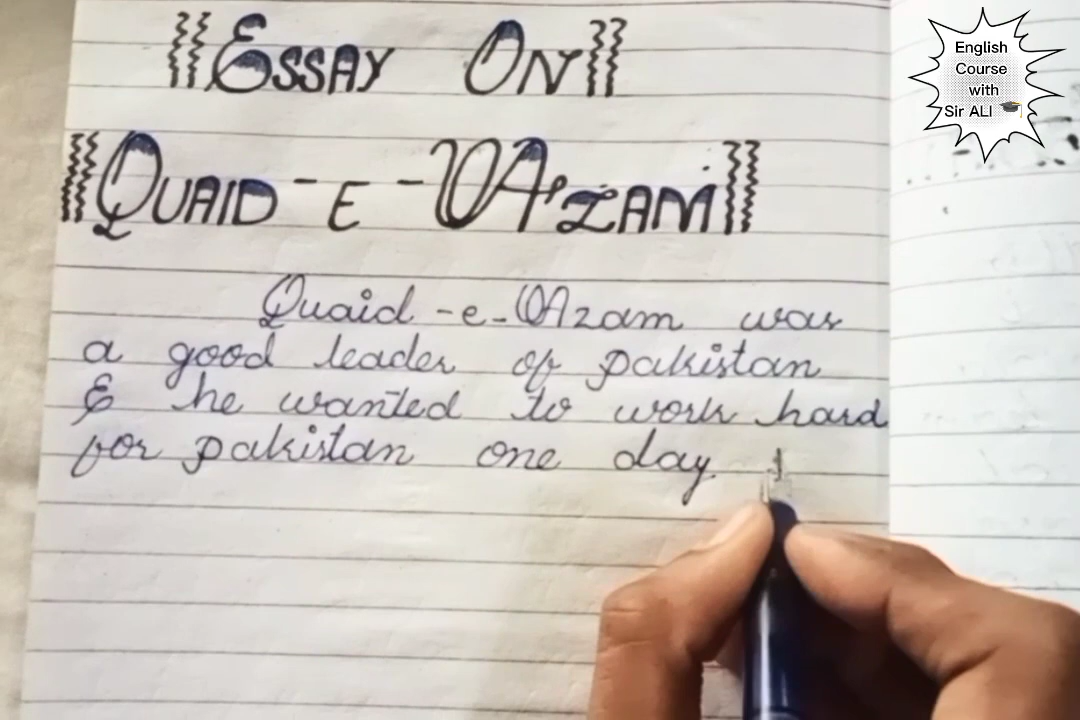 ESSAY ON
QUAID-E-AZAM
Quaid-e-Azam was
a good leader of pakistan
& he wanted to work hard
for pakistan one day
English
Course
with
Sir ALI 🎓